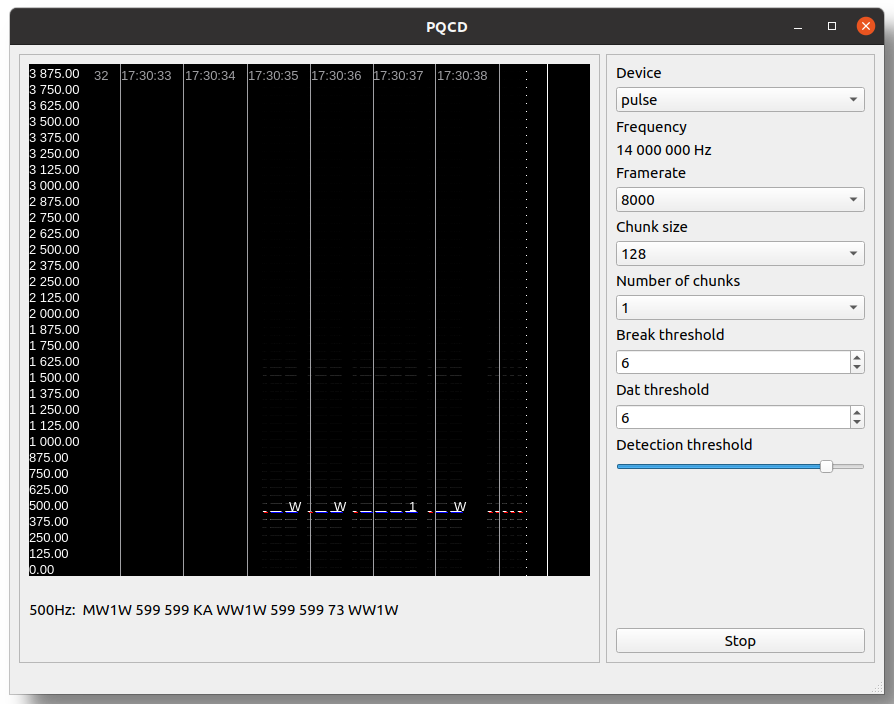 PQCD
32 17:30:33 17:30:34 17:30:35 17:30:36 17:30:37 17:30:38
3 875.00
3 750.00
3 625.00
3 500.00
3 375.00
3 250.00
3 125.00
3 000.00
2 875.00
2 750.00
2 625.00
2 500.00
2 375.00
2 250.00
2 125.00
2 000.00
1 875.00
1 750.00
1 625.00
1 500.00
1 375.00
1 250.00
1 125.00
1 000.00
875.00
750.00
625.00
500.00
375.00
250.00
125.00
0.00
W W 1 W
500Hz: MW1W 599 599 KA WW1W 599 599 73 WW1W
Device
pulse
Frequency
14 000 000 Hz
Framerate
8000
Chunk size
128
Number of chunks
1
Break threshold
6
Dat threshold
6
Detection threshold
Stop